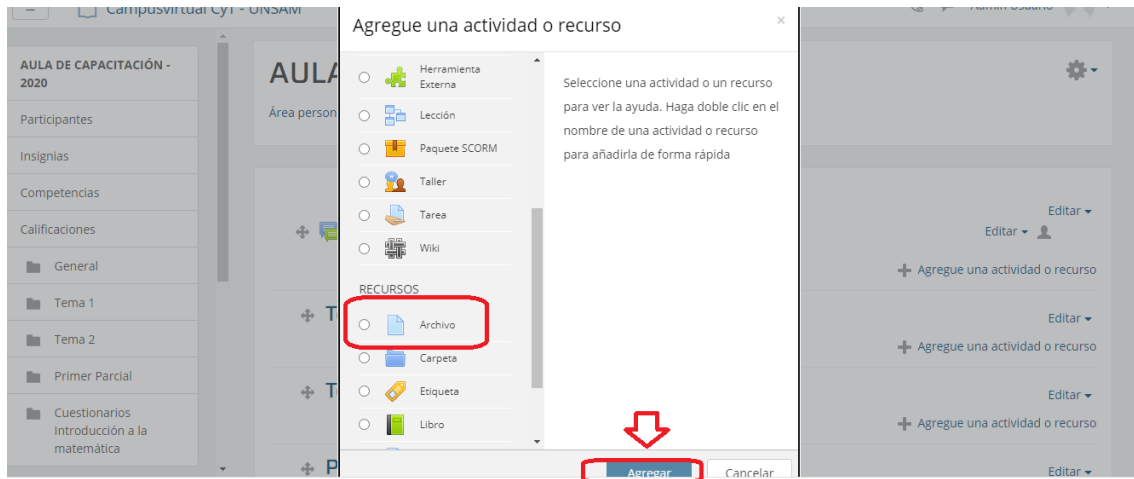 Campusvirtual CyT - UNSAM
Admin Usuario
Agregue una actividad o recurso
×
AULA DE CAPACITACIÓN -
2020
Participantes
Insignias
Competencias
Calificaciones
General
Tema 1
Tema 2
Primer Parcial
Cuestionarios
Introducción a la
matemática
AULA
Área person
Herramienta
Externa
Lección
Paquete SCORM
Taller
Tarea
Wiki
RECURSOS
Archivo
Carpeta
Etiqueta
Libro
Seleccione una actividad o un recurso
para ver la ayuda. Haga doble clic en el
nombre de una actividad o recurso
para añadirla de forma rápida
Agregar
Cancelar
Editar
Editar
Agregue una actividad o recurso
T
Editar
Agregue una actividad o recurso
T
Editar
Agregue una actividad o recurso
P
Editar